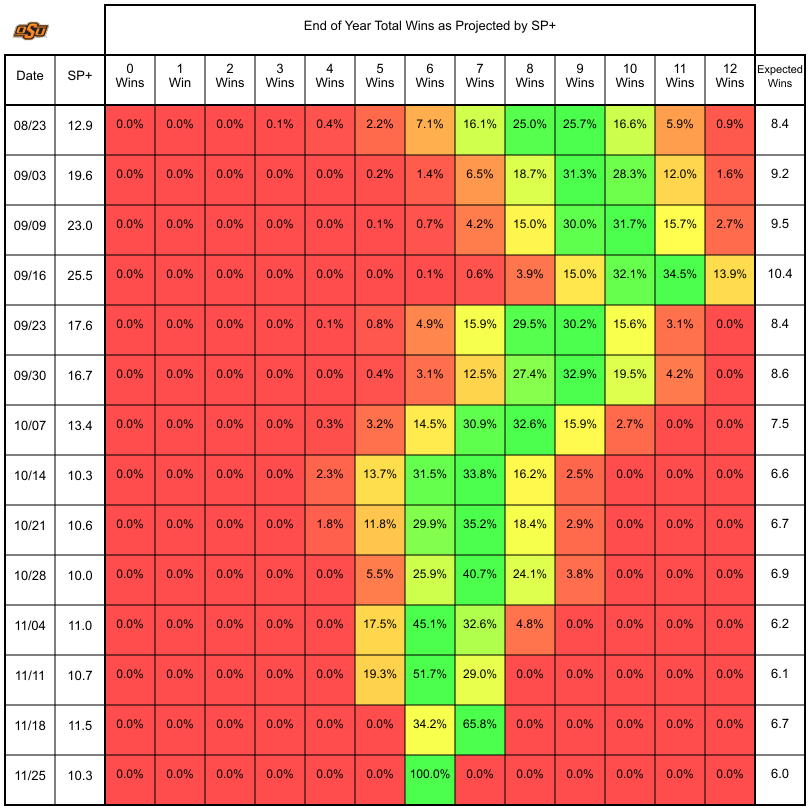 OSU
End of Year Total Wins as Projected by SP+
Date SP+ 0 Wins 1 Win 2 Wins 3 Wins 4 Wins 5 Wins 6 Wins 7 Wins 8 Wins 9 Wins 10 Wins 11 Wins 12 Wins Expected Wins
08/23 12.9 0.0% 0.0% 0.0% 0.1% 0.4% 2.2% 7.1% 16.1% 25.0% 25.7% 16.6% 5.9% 0.9% 8.4
09/03 19.6 0.0% 0.0% 0.0% 0.0% 0.0% 0.2% 1.4% 6.5% 18.7% 31.3% 28.3% 12.0% 1.6% 9.2
09/09 23.0 0.0% 0.0% 0.0% 0.0% 0.0% 0.1% 0.7% 4.2% 15.0% 30.0% 31.7% 15.7% 2.7% 9.5
09/16 25.5 0.0% 0.0% 0.0% 0.0% 0.0% 0.0% 0.1% 0.6% 3.9% 15.0% 32.1% 34.5% 13.9% 10.4
09/23 17.6 0.0% 0.0% 0.0% 0.0% 0.1% 0.8% 4.9% 15.9% 29.5% 30.2% 15.6% 3.1% 0.0% 8.4
09/30 16.7 0.0% 0.0% 0.0% 0.0% 0.0% 0.4% 3.1% 12.5% 27.4% 32.9% 19.5% 4.2% 0.0% 8.6
10/07 13.4 0.0% 0.0% 0.0% 0.0% 0.3% 3.2% 14.5% 30.9% 32.6% 15.9% 2.7% 0.0% 0.0% 7.5
10/14 10.3 0.0% 0.0% 0.0% 0.0% 2.3% 13.7% 31.5% 33.8% 16.2% 2.5% 0.0% 0.0% 0.0% 6.6
10/21 10.6 0.0% 0.0% 0.0% 0.0% 1.8% 11.8% 29.9% 35.2% 18.4% 2.9% 0.0% 0.0% 0.0% 6.7
10/28 10.0 0.0% 0.0% 0.0% 0.0% 0.0% 5.5% 25.9% 40.7% 24.1% 3.8% 0.0% 0.0% 0.0% 6.9
11/04 11.0 0.0% 0.0% 0.0% 0.0% 0.0% 17.5% 45.1% 32.6% 4.8% 0.0% 0.0% 0.0% 0.0% 6.2
11/11 10.7 0.0% 0.0% 0.0% 0.0% 0.0% 19.3% 51.7% 29.0% 0.0% 0.0% 0.0% 0.0% 0.0% 6.1
11/18 11.5 0.0% 0.0% 0.0% 0.0% 0.0% 0.0% 34.2% 65.8% 0.0% 0.0% 0.0% 0.0% 0.0% 6.7
11/25 10.3 0.0% 0.0% 0.0% 0.0% 0.0% 0.0% 100.0% 0.0% 0.0% 0.0% 0.0% 0.0% 0.0% 6.0